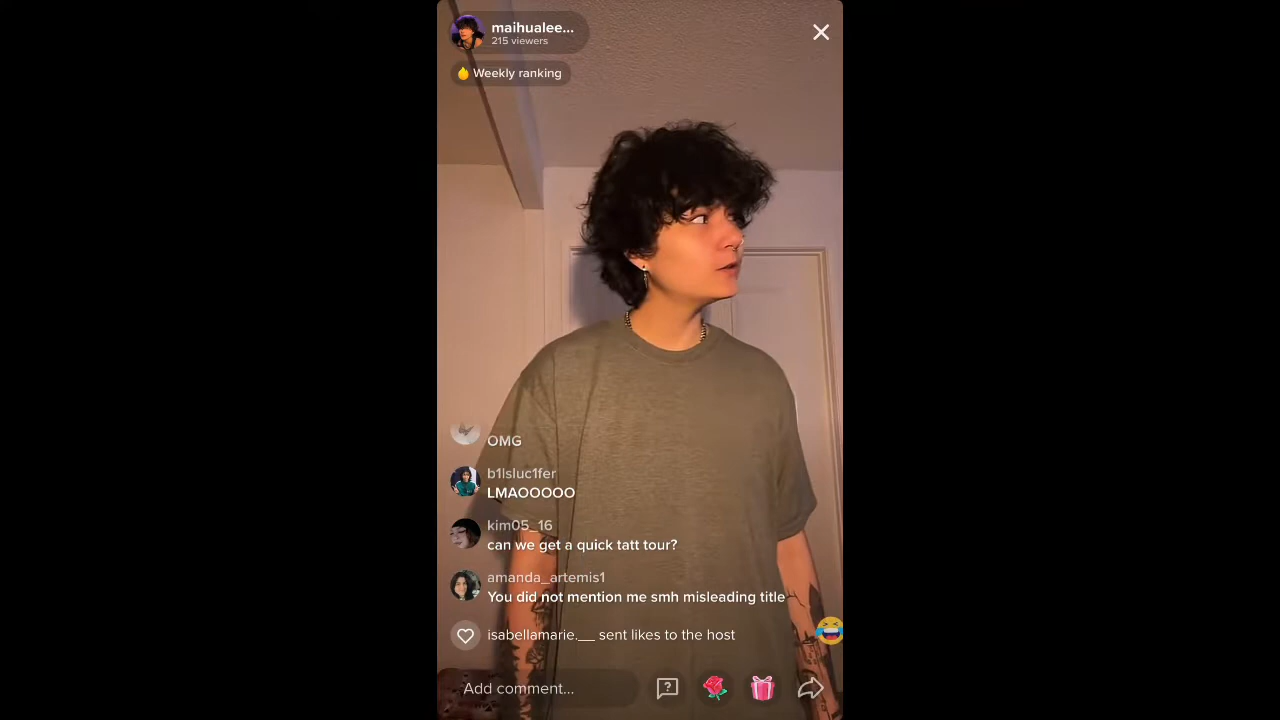 maihualee...
215 viewers
Weekly ranking
OMG
b1lsluc1fer
LMAOOOOO
kim05_16
can we get a quick tatt tour?
amanda_artemis1
You did not mention me smh misleading title
isabellamarie.__ sent likes to the host
Add comment...